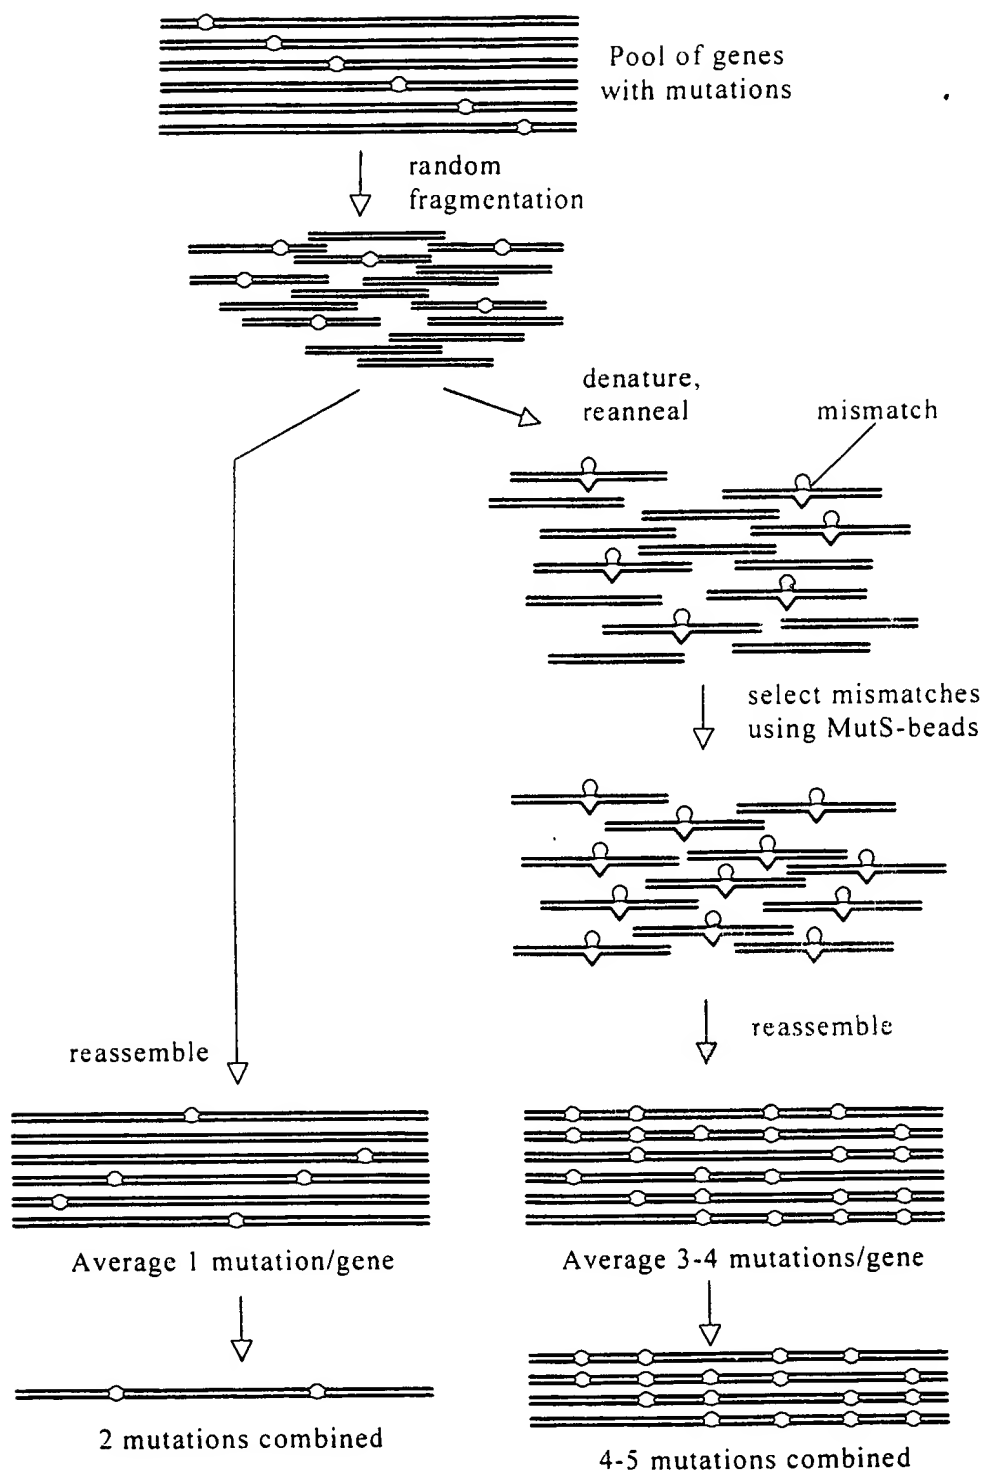 Pool of genes
with mutations
random
fragmentation
denature,
reanneal
mismatch
select mismatches
using MutS-beads
reassemble
reassemble
Average 1 mutation/gene
Average 3-4 mutations/gene
2 mutations combined
4-5 mutations combined